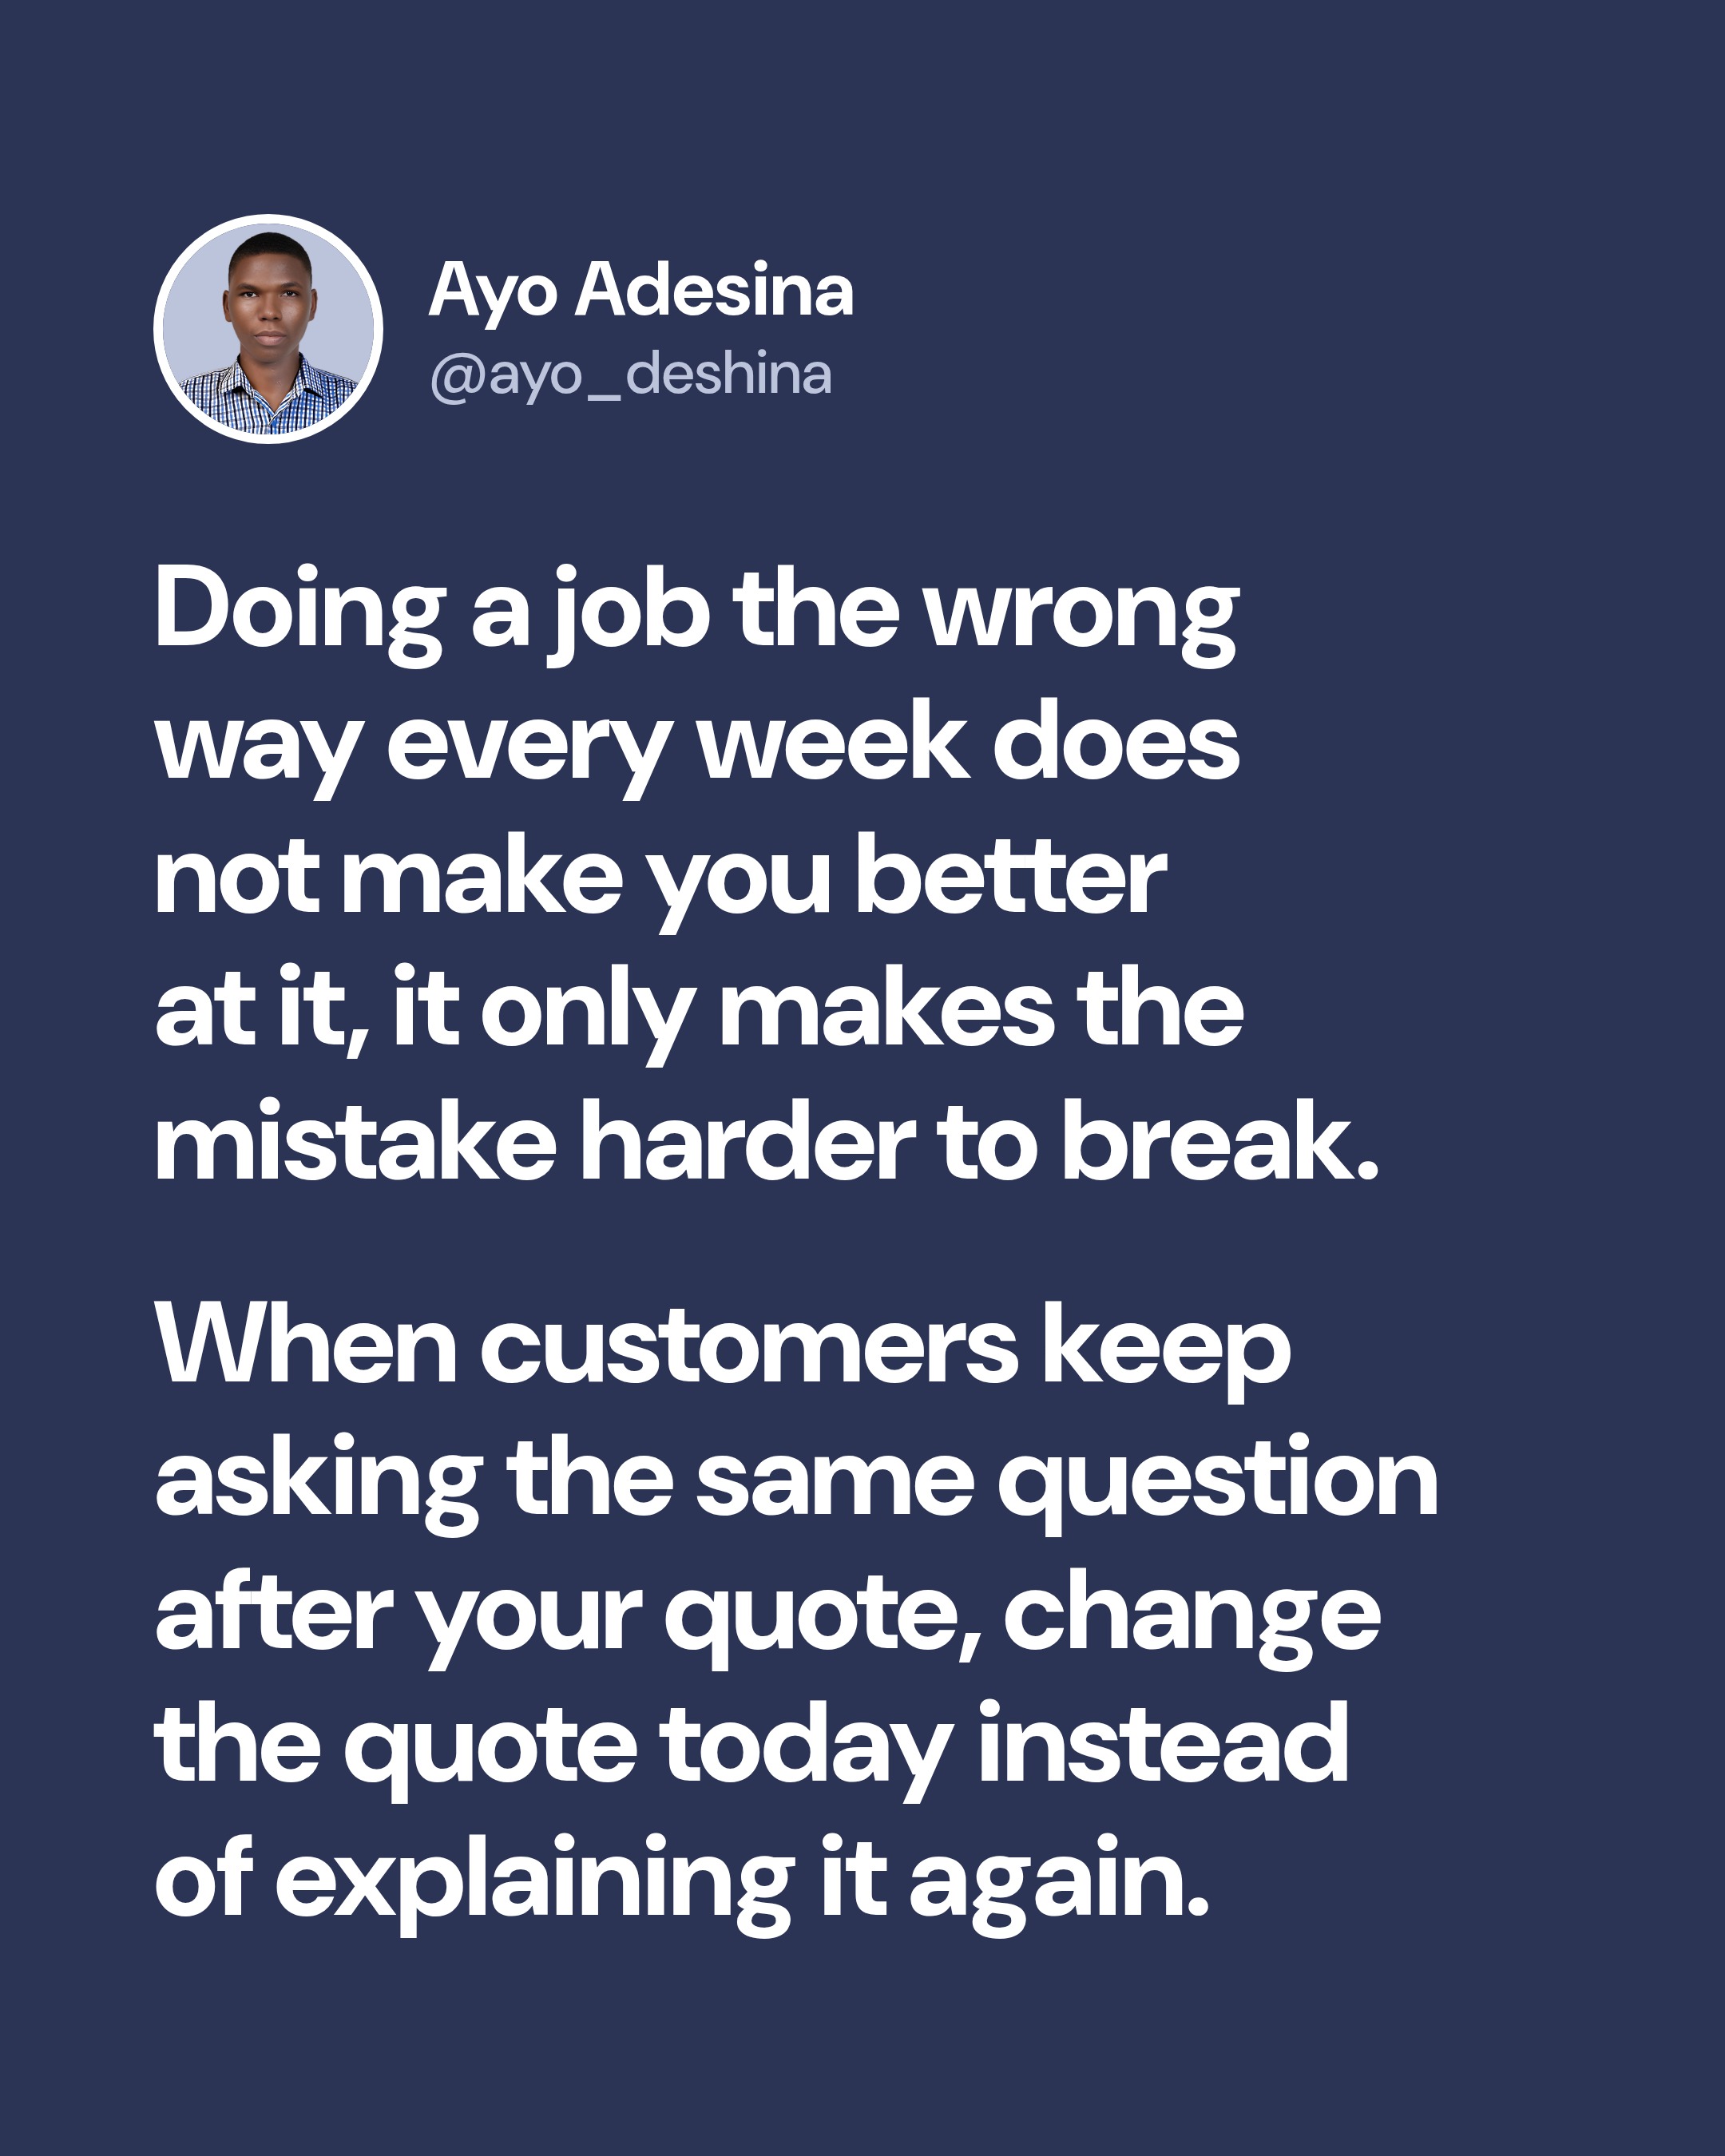 Ayo Adesina
@ayo_deshina
Doing a job the wrong
way every week does
not make you better
at it, it only makes the
mistake harder to break.
When customers keep
asking the same question
after your quote, change
the quote today instead
of explaining it again.